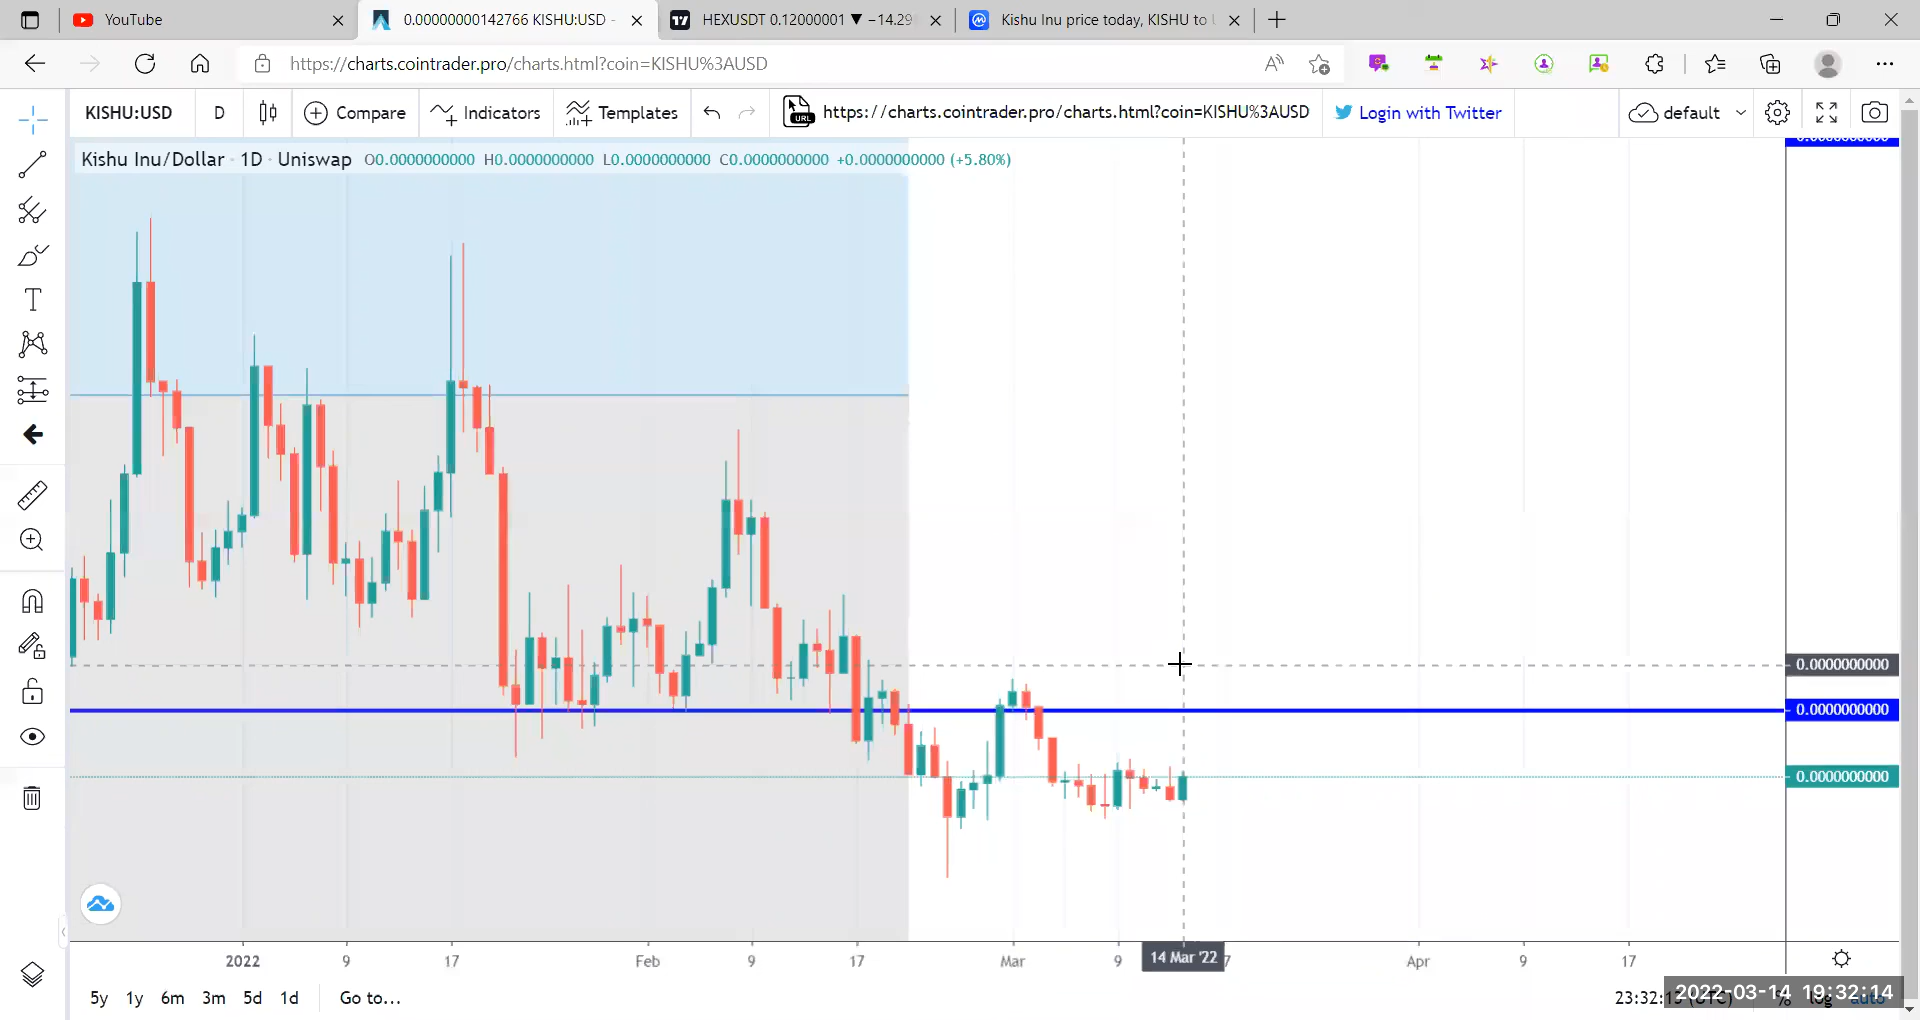 YouTube
0.00000000142766 KISHU:USD -
HEXUSDT 0.12000001 ▼ −14.29
Kishu Inu price today, KISHU to
https://charts.cointrader.pro/charts.html?coin=KISHU%3AUSD
KISHU:USD
D
Compare
Indicators
Templates
URL
https://charts.cointrader.pro/charts.html?coin=KISHU%3AUSD
Login with Twitter
default
Kishu Inu/Dollar · 1D · Uniswap O0.0000000000 H0.0000000000 L0.0000000000 C0.0000000000 +0.0000000000 (+5.80%)
0.0000000000
0.0000000000
0.0000000000
2022 9 17 Feb 9 17 Mar 9 14 Mar '22 7 Apr 9 17
5y 1y 6m 3m 5d 1d Go to...
2022-03-14 19:32:14